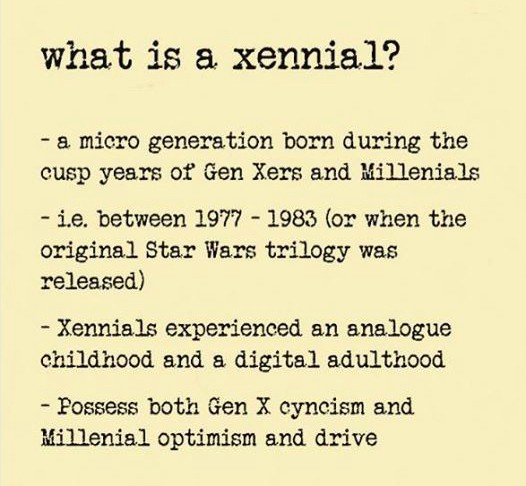 what is a xennial?
- a micro generation born during the
cusp years of Gen Xers and Millenials
- i.e. between 1977 - 1983 (or when the
original Star Wars trilogy was
released)
- Xennials experienced an analogue
childhood and a digital adulthood
- Possess both Gen X cyncism and
Millenial optimism and drive